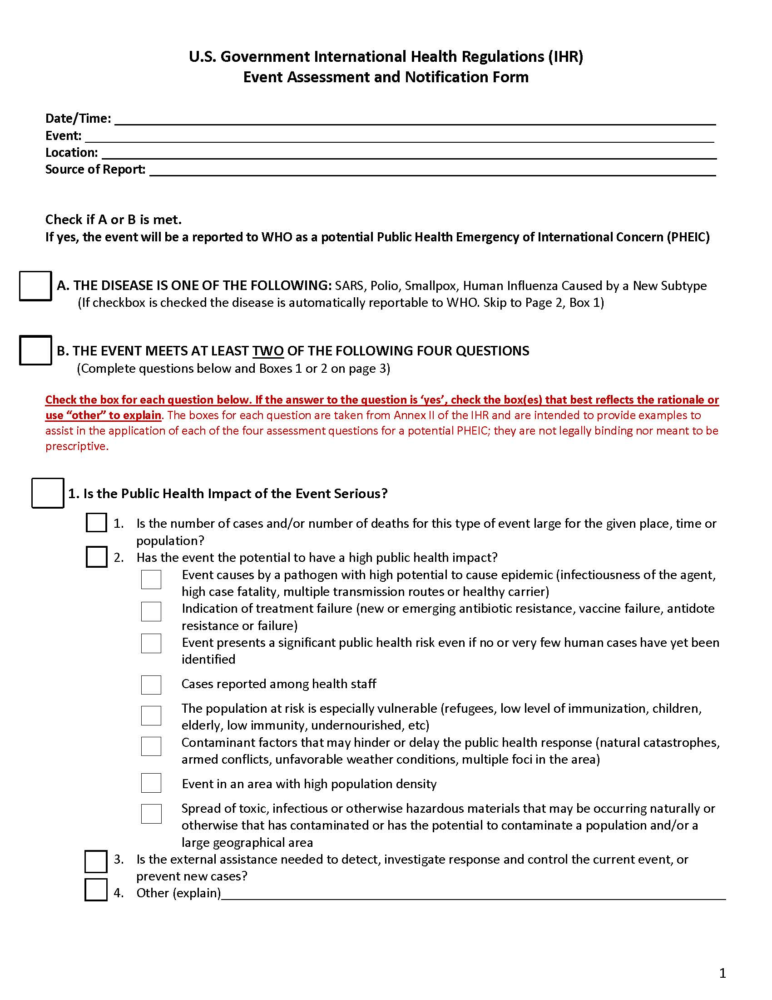 U.S. Government International Health Regulations (IHR)
Event Assessment and Notification Form
Date/Time:
Event:
Location:
Source of Report:
Check if A or B is met.
If yes, the event will be a reported to WHO as a potential Public Health Emergency of International Concern (PHEIC)
A. THE DISEASE IS ONE OF THE FOLLOWING: SARS, Polio, Smallpox, Human Influenza Caused by a New Subtype
(If checkbox is checked the disease is automatically reportable to WHO. Skip to Page 2, Box 1)
B. THE EVENT MEETS AT LEAST TWO OF THE FOLLOWING FOUR QUESTIONS
(Complete questions below and Boxes 1 or 2 on page 3)
Check the box for each question below. If the answer to the question is ‘yes’, check the box(es) that best reflects the rationale or
use “other” to explain. The boxes for each question are taken from Annex II of the IHR and are intended to provide examples to
assist in the application of each of the four assessment questions for a potential PHEIC; they are not legally binding nor meant to be
prescriptive.
1. Is the Public Health Impact of the Event Serious?
1. Is the number of cases and/or number of deaths for this type of event large for the given place, time or
population?
2. Has the event the potential to have a high public health impact?
Event causes by a pathogen with high potential to cause epidemic (infectiousness of the agent,
high case fatality, multiple transmission routes or healthy carrier)
Indication of treatment failure (new or emerging antibiotic resistance, vaccine failure, antidote
resistance or failure)
Event presents a significant public health risk even if no or very few human cases have yet been
identified
Cases reported among health staff
The population at risk is especially vulnerable (refugees, low level of immunization, children,
elderly, low immunity, undernourished, etc)
Contaminant factors that may hinder or delay the public health response (natural catastrophes,
armed conflicts, unfavorable weather conditions, multiple foci in the area)
Event in an area with high population density
Spread of toxic, infectious or otherwise hazardous materials that may be occurring naturally or
otherwise that has contaminated or has the potential to contaminate a population and/or a
large geographical area
3. Is the external assistance needed to detect, investigate response and control the current event, or
prevent new cases?
4. Other (explain)
1